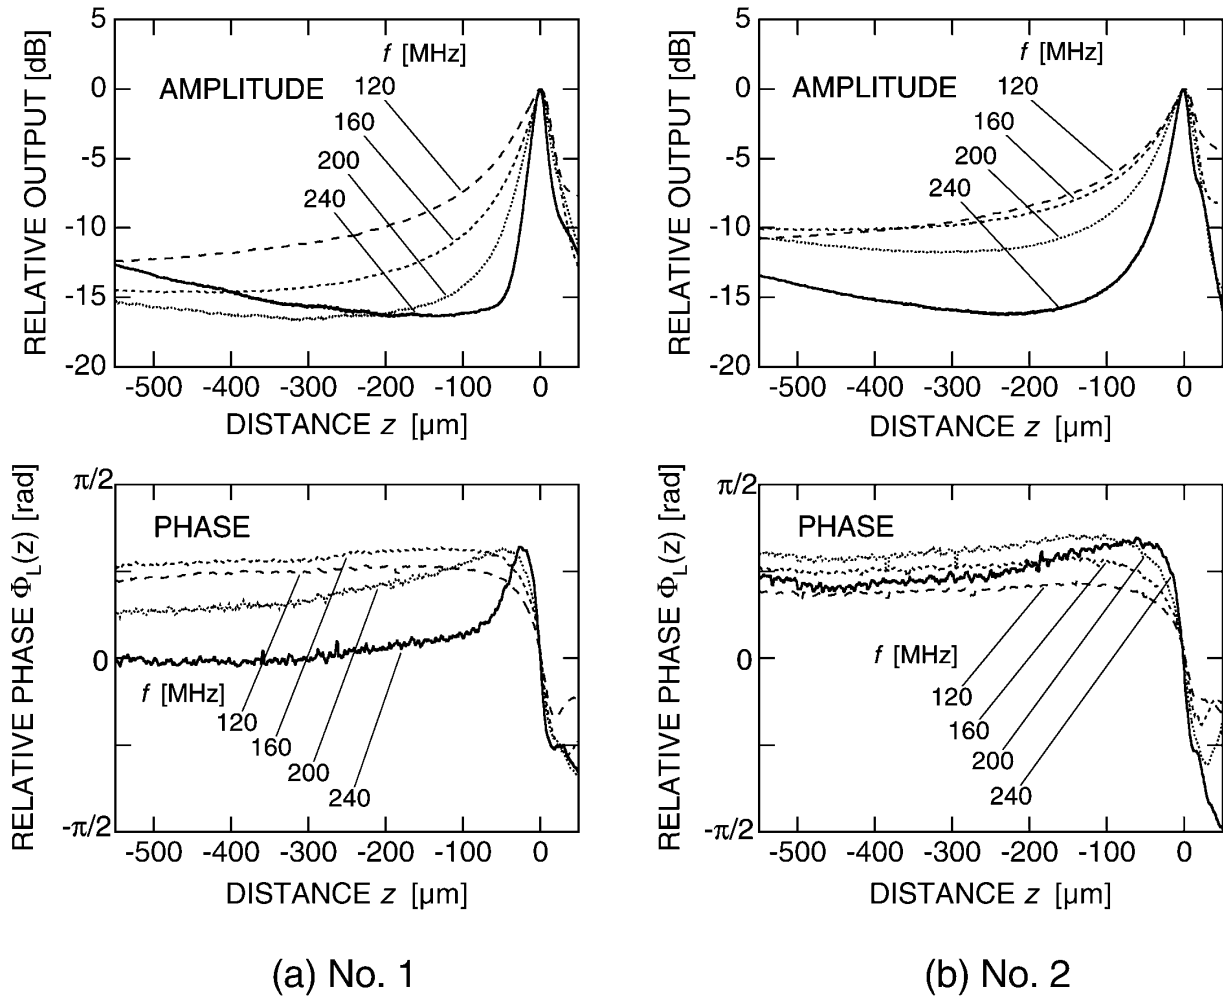 5
0
-5
-10
-15
-20
RELATIVE OUTPUT [dB]
AMPLITUDE
f [MHz]
120
160
200
240
-500 -400 -300 -200 -100 0
DISTANCE z [μm]
5
0
-5
-10
-15
-20
RELATIVE OUTPUT [dB]
AMPLITUDE
f [MHz]
120
160
200
240
-500 -400 -300 -200 -100 0
DISTANCE z [μm]
π/2
0
-π/2
RELATIVE PHASE Φ_L(z) [rad]
PHASE
f [MHz]
120
160
200
240
-500 -400 -300 -200 -100 0
DISTANCE z [μm]
π/2
0
-π/2
RELATIVE PHASE Φ_L(z) [rad]
PHASE
f [MHz]
120
160
200
240
-500 -400 -300 -200 -100 0
DISTANCE z [μm]
(a) No. 1
(b) No. 2